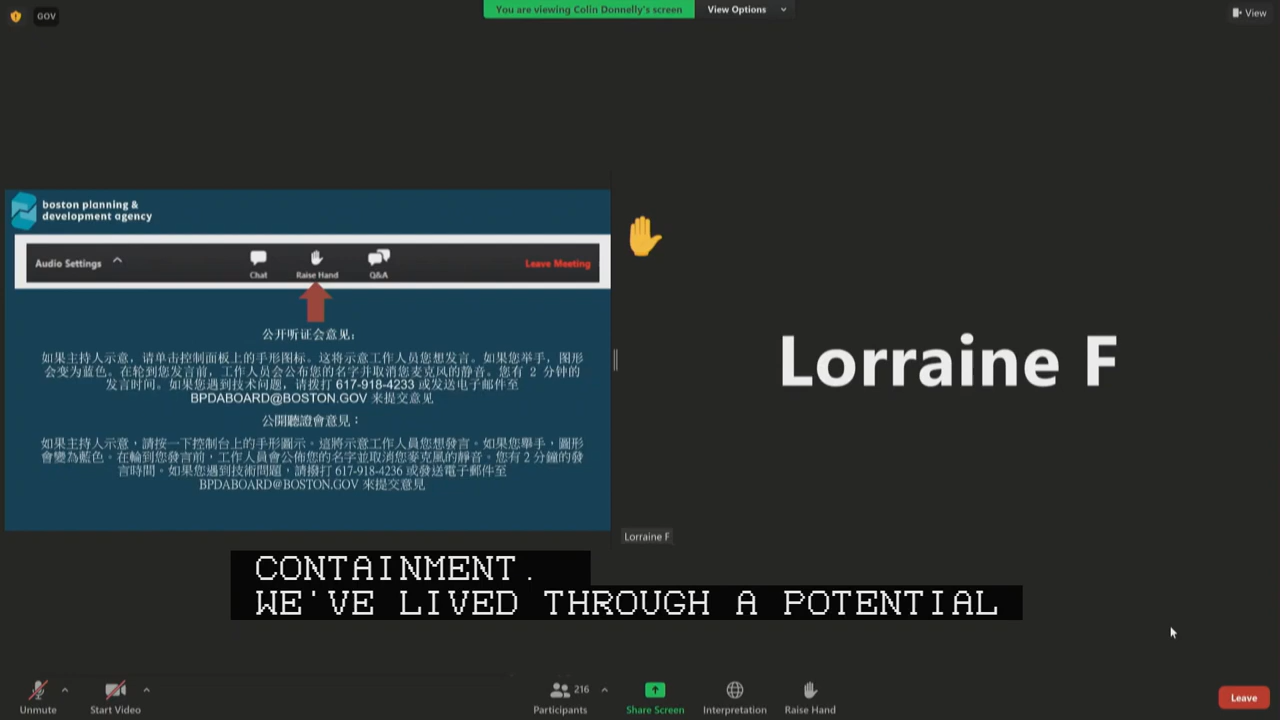 GOV
You are viewing Colin Donnelly's screen
View Options
View
boston planning &
development agency
Audio Settings
Chat
Raise Hand
Q&A
Leave Meeting
公开听证会意见:
如果主持人示意, 请单击控制面板上的手形图标。这将示意工作人员您想发言。如果您举手, 图形
会变为蓝色。在轮到您发言前, 工作人员会公布您的名字并取消您麦克风的静音。您有 2 分钟的
发言时间。如果您遇到技术问题, 请拨打 617-918-4233 或发送电子邮件至
BPDABOARD@BOSTON.GOV 来提交意见
公開聽證會意見：
如果主持人示意，請按一下控制台上的手形圖示。這將示意工作人員您想發言。如果您舉手，圖形
會變為藍色。在輪到您發言前，工作人員會公佈您的名字並取消您麥克風的靜音。您有 2 分鐘的發
言時間。如果您遇到技術問題，請撥打 617-918-4236 或發送電子郵件至
BPDABOARD@BOSTON.GOV 來提交意見
Lorraine F
Lorraine F
CONTAINMENT.
WE'VE LIVED THROUGH A POTENTIAL
Unmute
Start Video
216
Participants
Share Screen
Interpretation
Raise Hand
Leave